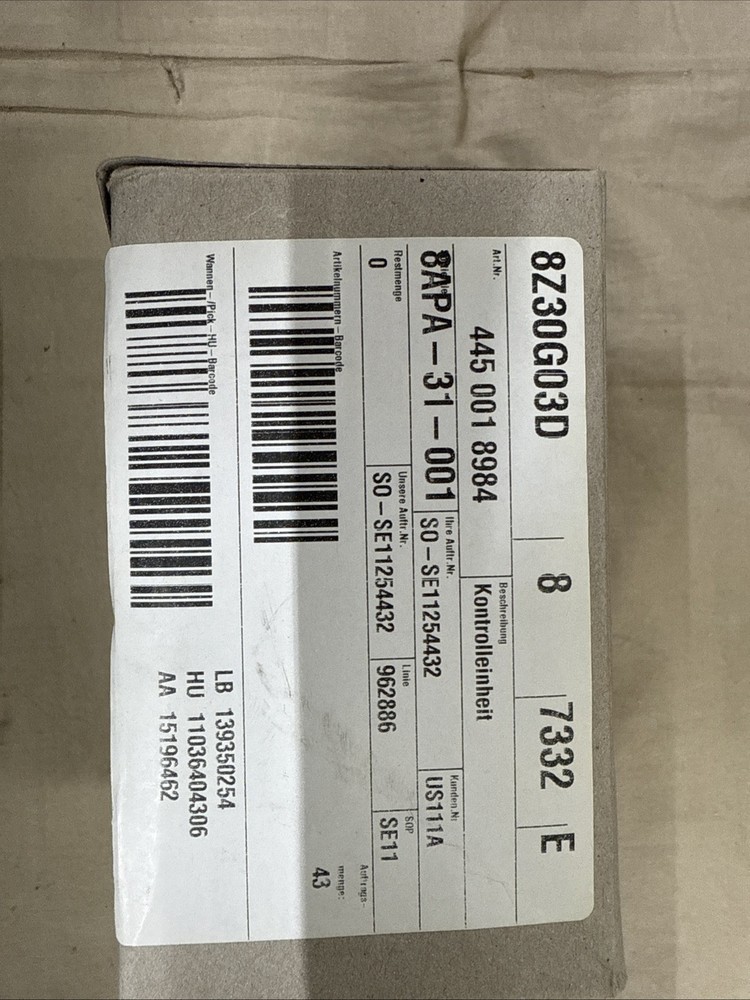 8Z30G03D 8 7332 E
Art.Nr. Beschreibung
445 001 8984 Kontrolleinheit
8APA-31-001
Ihre Auftr.Nr. Kunden.Nr
SO-SE11254432 US111A
Restmenge Unsere Auftr.Nr. Linie SOP
0 SO-SE11254432 962886 SE11
Artikelnummern-Barcode
Auftrags-
menge:
43
Wannen-/Pick-HU-Barcode
LB 139350254
HU 11036404306
AA 15196462